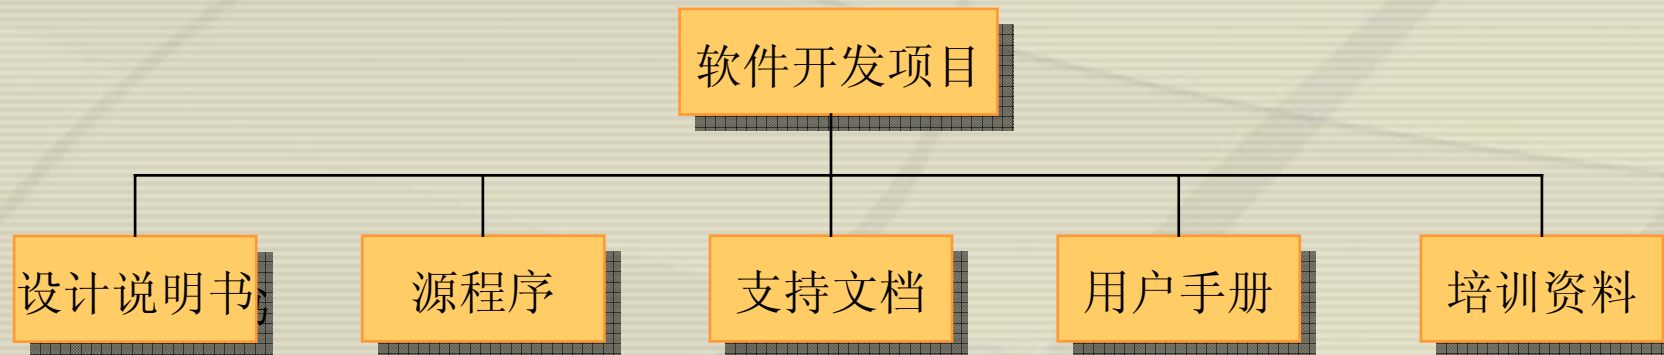 软件开发项目
设计说明书
源程序
支持文档
用户手册
培训资料